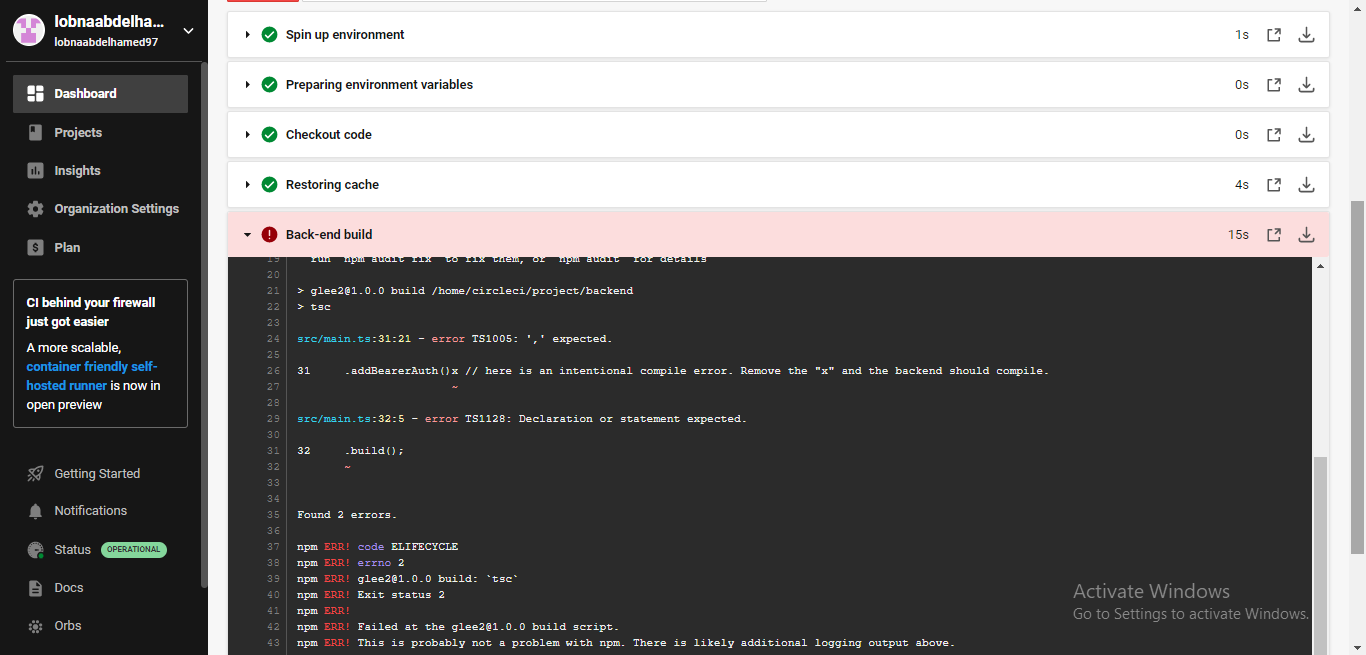 lobnaabdelha...
lobnaabdelhamed97
Dashboard
Projects
Insights
Organization Settings
Plan
CI behind your firewall
just got easier
A more scalable,
container friendly self-
hosted runner is now in
open preview
Getting Started
Notifications
Status OPERATIONAL
Docs
Orbs
Spin up environment 1s
Preparing environment variables 0s
Checkout code 0s
Restoring cache 4s
Back-end build 15s
19 run `npm audit fix` to fix them, or `npm audit` for details
20
21 > glee2@1.0.0 build /home/circleci/project/backend
22 > tsc
23
24 src/main.ts:31:21 - error TS1005: ',' expected.
25
26 31     .addBearerAuth()x // here is an intentional compile error. Remove the "x" and the backend should compile.
27 ~
28
29 src/main.ts:32:5 - error TS1128: Declaration or statement expected.
30
31 32     .build();
32 ~
33
34
35 Found 2 errors.
36
37 npm ERR! code ELIFECYCLE
38 npm ERR! errno 2
39 npm ERR! glee2@1.0.0 build: `tsc`
40 npm ERR! Exit status 2
41 npm ERR!
42 npm ERR! Failed at the glee2@1.0.0 build script.
43 npm ERR! This is probably not a problem with npm. There is likely additional logging output above.
Activate Windows
Go to Settings to activate Windows.